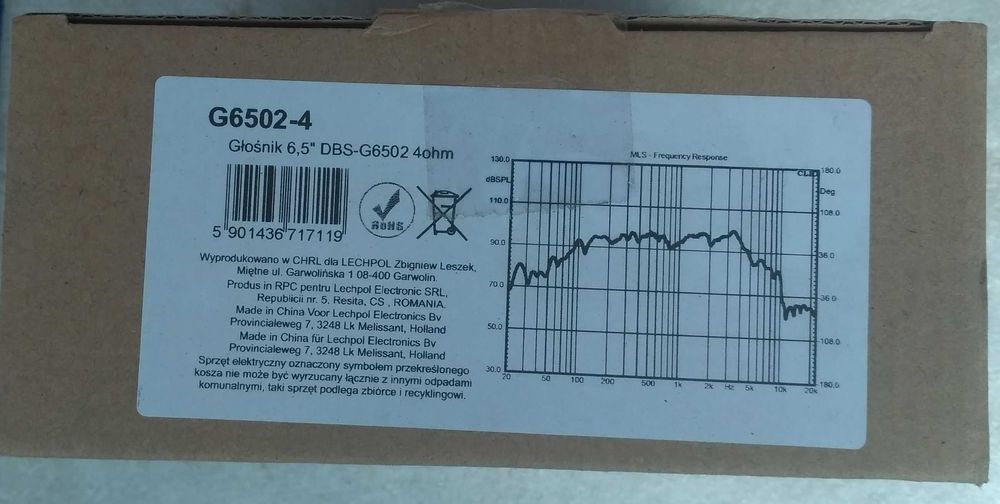 G6502-4
Głośnik 6,5" DBS-G6502 4ohm
5 901436 717119
RoHS
Wyprodukowano w CHRL dla LECHPOL Zbigniew Leszek,
Miętne ul. Garwolińska 1 08-400 Garwolin.
Produs in RPC pentru Lechpol Electronic SRL,
Republicii nr. 5, Resita, CS , ROMANIA.
Made in China Voor Lechpol Electronics Bv
Provincialeweg 7, 3248 Lk Melissant, Holland
Made in China für Lechpol Electronics Bv
Provincialeweg 7, 3248 Lk Melissant, Holland
Sprzęt elektryczny oznaczony symbolem przekreślonego
kosza nie może być wyrzucany łącznie z innymi odpadami
komunalnymi, taki sprzęt podlega zbiórce i recyklingowi.
MLS - Frequency Response
130.0
dBSPL
110.0
90.0
70.0
50.0
30.0
180.0
Deg
108.0
36.0
36.0
108.0
180.0
20 50 100 200 500 1k 2k Hz 5k 10k 20k